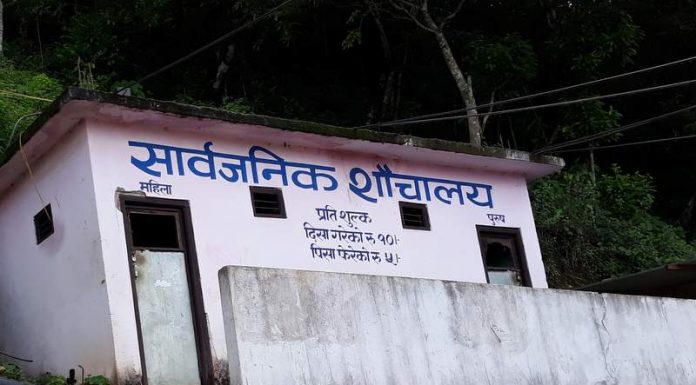 सार्वजनिक शौचालय
महिला
पुरुष
प्रति शुल्क
दिसा गरेको रु १०।-
पिसा फेरेको रु ५।-